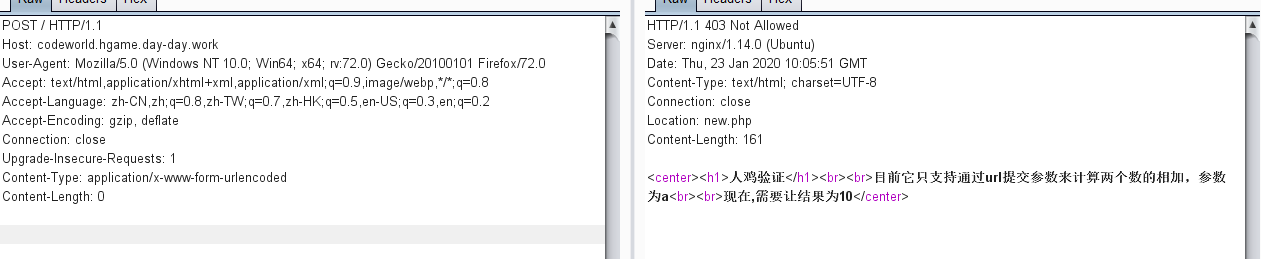 Raw Headers Hex
POST / HTTP/1.1
Host: codeworld.hgame.day-day.work
User-Agent: Mozilla/5.0 (Windows NT 10.0; Win64; x64; rv:72.0) Gecko/20100101 Firefox/72.0
Accept: text/html,application/xhtml+xml,application/xml;q=0.9,image/webp,*/*;q=0.8
Accept-Language: zh-CN,zh;q=0.8,zh-TW;q=0.7,zh-HK;q=0.5,en-US;q=0.3,en;q=0.2
Accept-Encoding: gzip, deflate
Connection: close
Upgrade-Insecure-Requests: 1
Content-Type: application/x-www-form-urlencoded
Content-Length: 0
Raw Headers Hex
HTTP/1.1 403 Not Allowed
Server: nginx/1.14.0 (Ubuntu)
Date: Thu, 23 Jan 2020 10:05:51 GMT
Content-Type: text/html; charset=UTF-8
Connection: close
Location: new.php
Content-Length: 161
<center><h1>人鸡验证</h1><br><br>目前它只支持通过url提交参数来计算两个数的相加，参数
为a<br><br>现在,需要让结果为10</center>